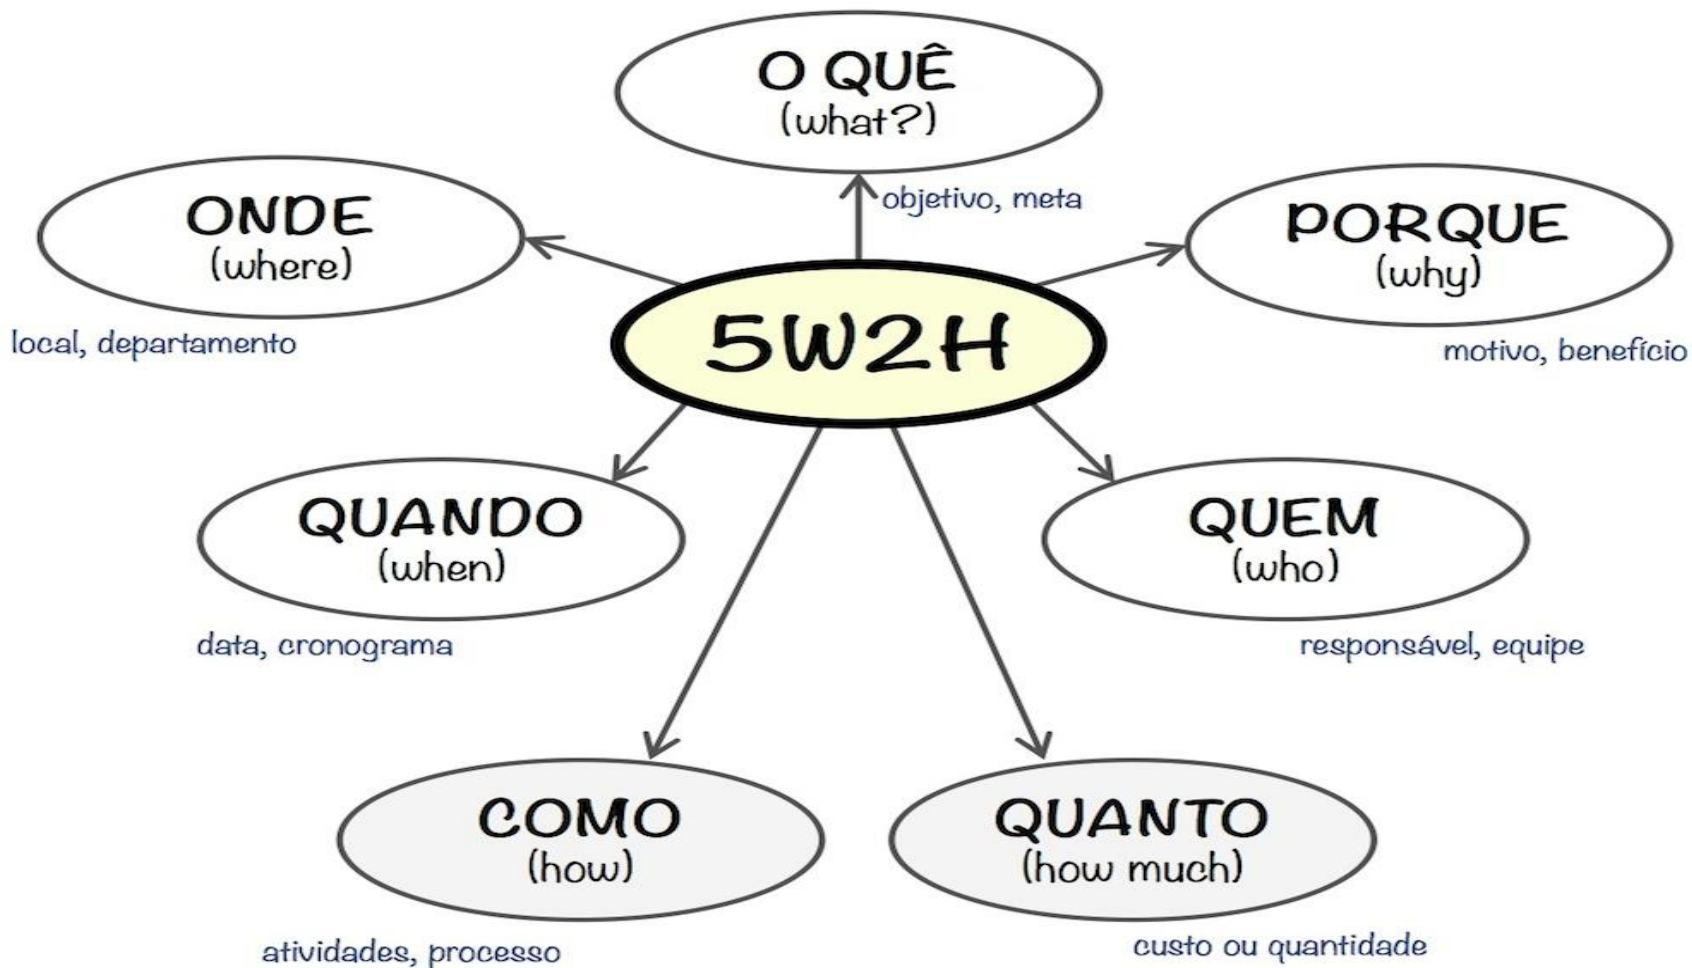 O QUÊ
(what?)
objetivo, meta
ONDE
(where)
local, departamento
PORQUE
(why)
motivo, benefício
5W2H
QUANDO
(when)
data, cronograma
QUEM
(who)
responsável, equipe
COMO
(how)
atividades, processo
QUANTO
(how much)
custo ou quantidade